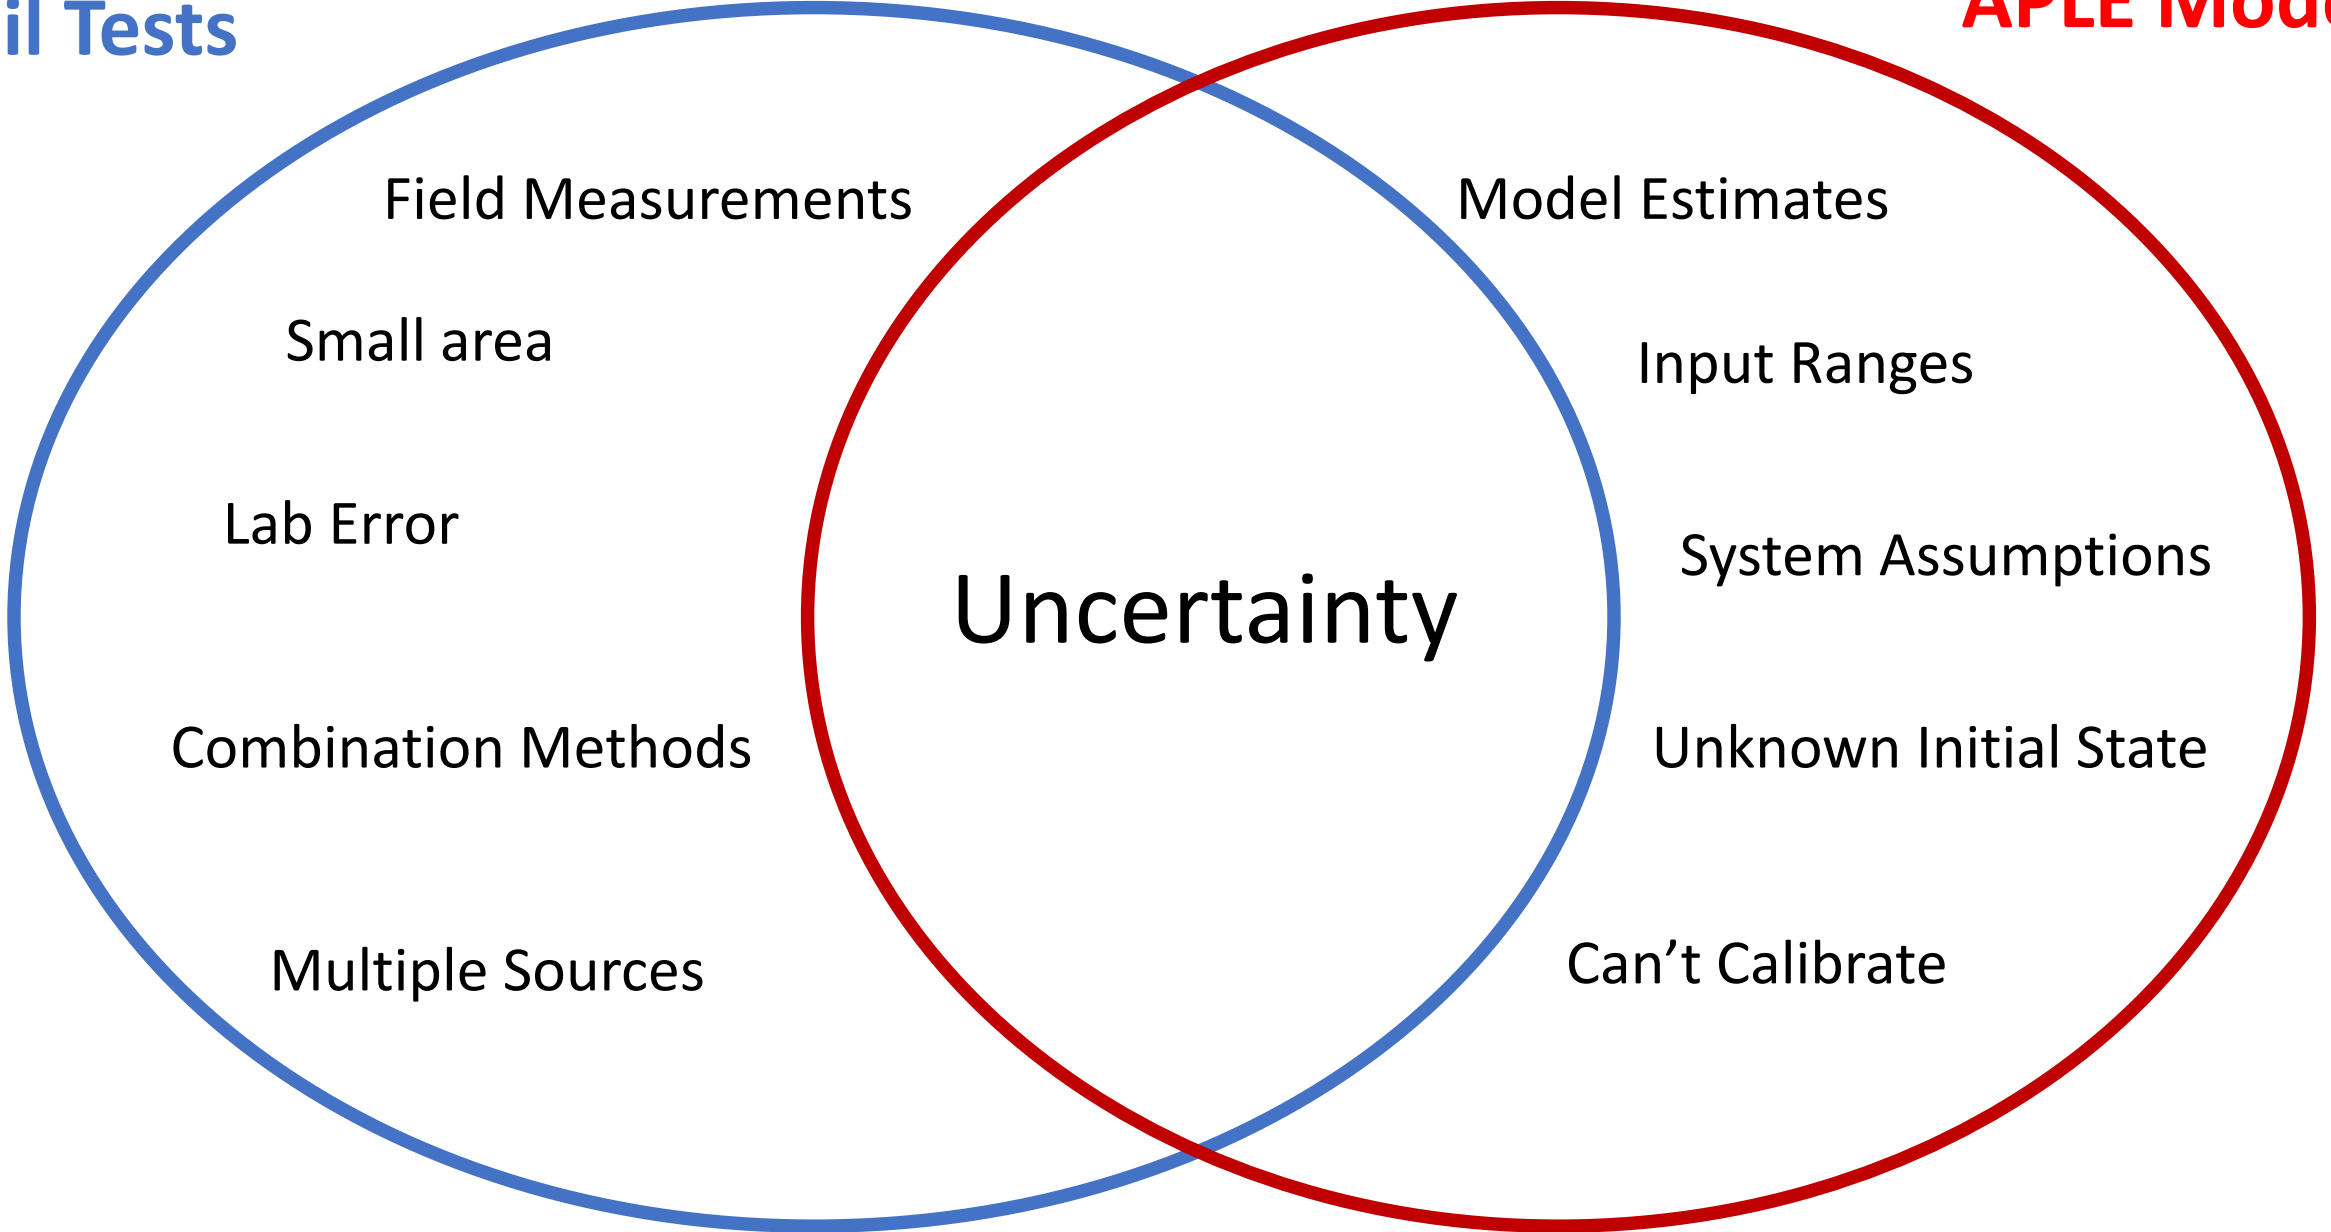 il Tests
APLE Mod
Field Measurements
Model Estimates
Small area
Input Ranges
Lab Error
System Assumptions
Uncertainty
Combination Methods
Unknown Initial State
Multiple Sources
Can’t Calibrate